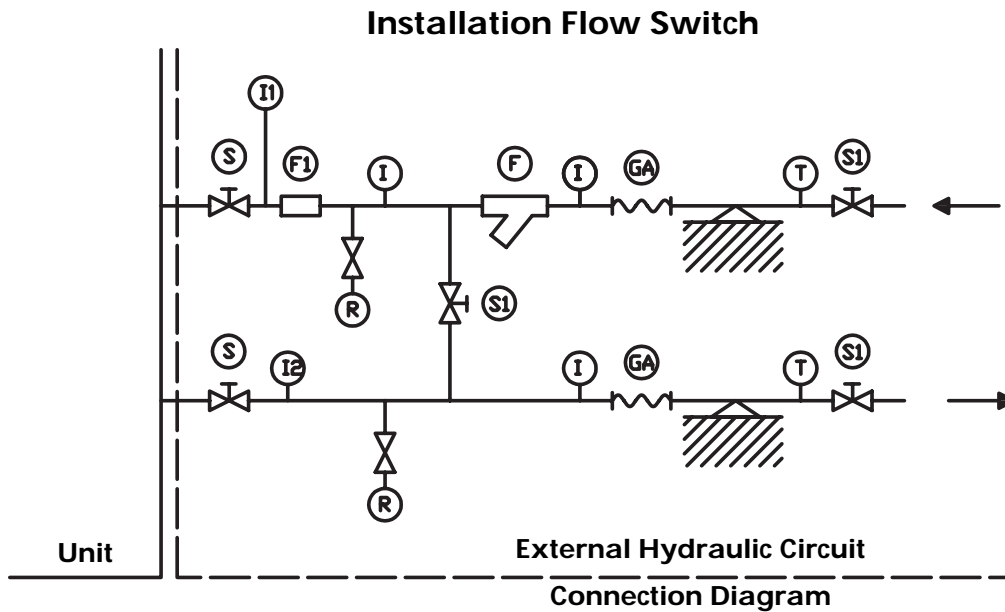 Installation Flow Switch
I1
S F1 I F I GA T S1
R S1
S I2 I GA T S1
R
Unit External Hydraulic Circuit
Connection Diagram